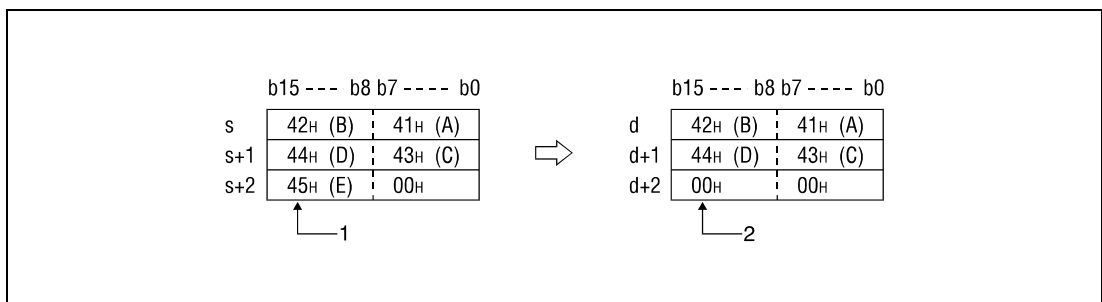 b15 --- b8 b7 ---- b0 b15 --- b8 b7 ---- b0
s 42H (B) 41H (A) d 42H (B) 41H (A)
s+1 44H (D) 43H (C) d+1 44H (D) 43H (C)
s+2 45H (E) 00H d+2 00H 00H
1 2